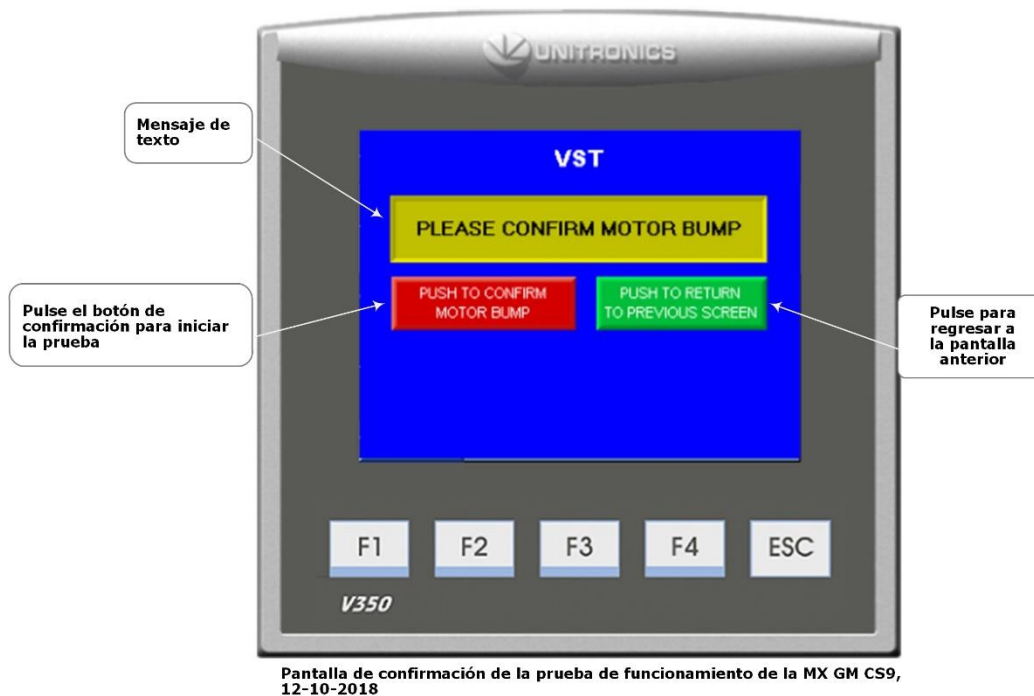 UNITRONICS
Mensaje de
texto
VST
PLEASE CONFIRM MOTOR BUMP
PUSH TO CONFIRM
MOTOR BUMP
PUSH TO RETURN
TO PREVIOUS SCREEN
Pulse el botón de
confirmación para iniciar
la prueba
Pulse para
regresar a
la pantalla
anterior
F1
F2
F3
F4
ESC
V350
Pantalla de confirmación de la prueba de funcionamiento de la MX GM CS9,
12-10-2018